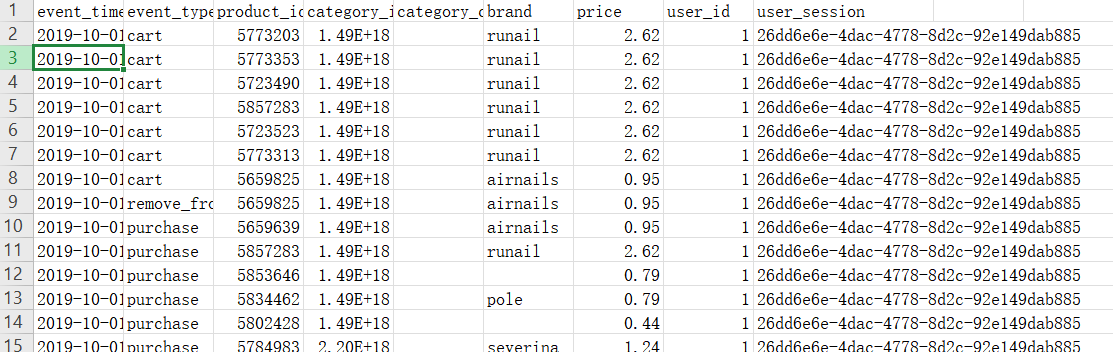 1 event_time event_type product_id category_i category_c brand price user_id user_session
2 2019-10-01 cart 5773203 1.49E+18 runail 2.62 1 26dd6e6e-4dac-4778-8d2c-92e149dab885
3 2019-10-01 cart 5773353 1.49E+18 runail 2.62 1 26dd6e6e-4dac-4778-8d2c-92e149dab885
4 2019-10-01 cart 5723490 1.49E+18 runail 2.62 1 26dd6e6e-4dac-4778-8d2c-92e149dab885
5 2019-10-01 cart 5857283 1.49E+18 runail 2.62 1 26dd6e6e-4dac-4778-8d2c-92e149dab885
6 2019-10-01 cart 5723523 1.49E+18 runail 2.62 1 26dd6e6e-4dac-4778-8d2c-92e149dab885
7 2019-10-01 cart 5773313 1.49E+18 runail 2.62 1 26dd6e6e-4dac-4778-8d2c-92e149dab885
8 2019-10-01 cart 5659825 1.49E+18 airnails 0.95 1 26dd6e6e-4dac-4778-8d2c-92e149dab885
9 2019-10-01 remove_fro 5659825 1.49E+18 airnails 0.95 1 26dd6e6e-4dac-4778-8d2c-92e149dab885
10 2019-10-01 purchase 5659639 1.49E+18 airnails 0.95 1 26dd6e6e-4dac-4778-8d2c-92e149dab885
11 2019-10-01 purchase 5857283 1.49E+18 runail 2.62 1 26dd6e6e-4dac-4778-8d2c-92e149dab885
12 2019-10-01 purchase 5853646 1.49E+18 0.79 1 26dd6e6e-4dac-4778-8d2c-92e149dab885
13 2019-10-01 purchase 5834462 1.49E+18 pole 0.79 1 26dd6e6e-4dac-4778-8d2c-92e149dab885
14 2019-10-01 purchase 5802428 1.49E+18 0.44 1 26dd6e6e-4dac-4778-8d2c-92e149dab885
15 2019-10-01 purchase 5784983 2.20E+18 severina 1.24 1 26dd6e6e-4dac-4778-8d2c-92e149dab885